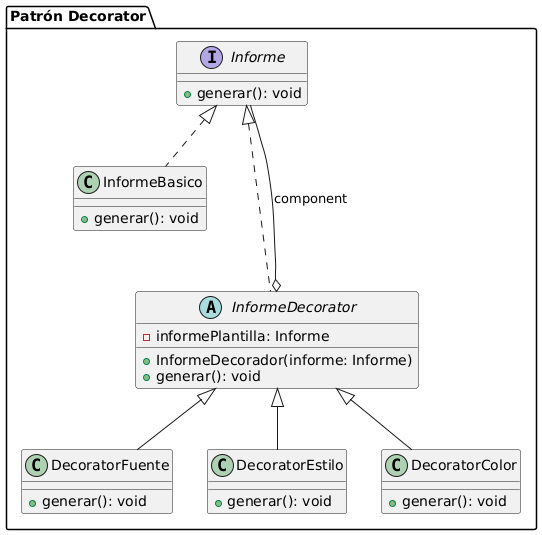 Patrón Decorator
I Informe
generar(): void
component
C InformeBasico
generar(): void
A InformeDecorator
informePlantilla: Informe
InformeDecorador(informe: Informe)
generar(): void
C DecoratorFuente
generar(): void
C DecoratorEstilo
generar(): void
C DecoratorColor
generar(): void